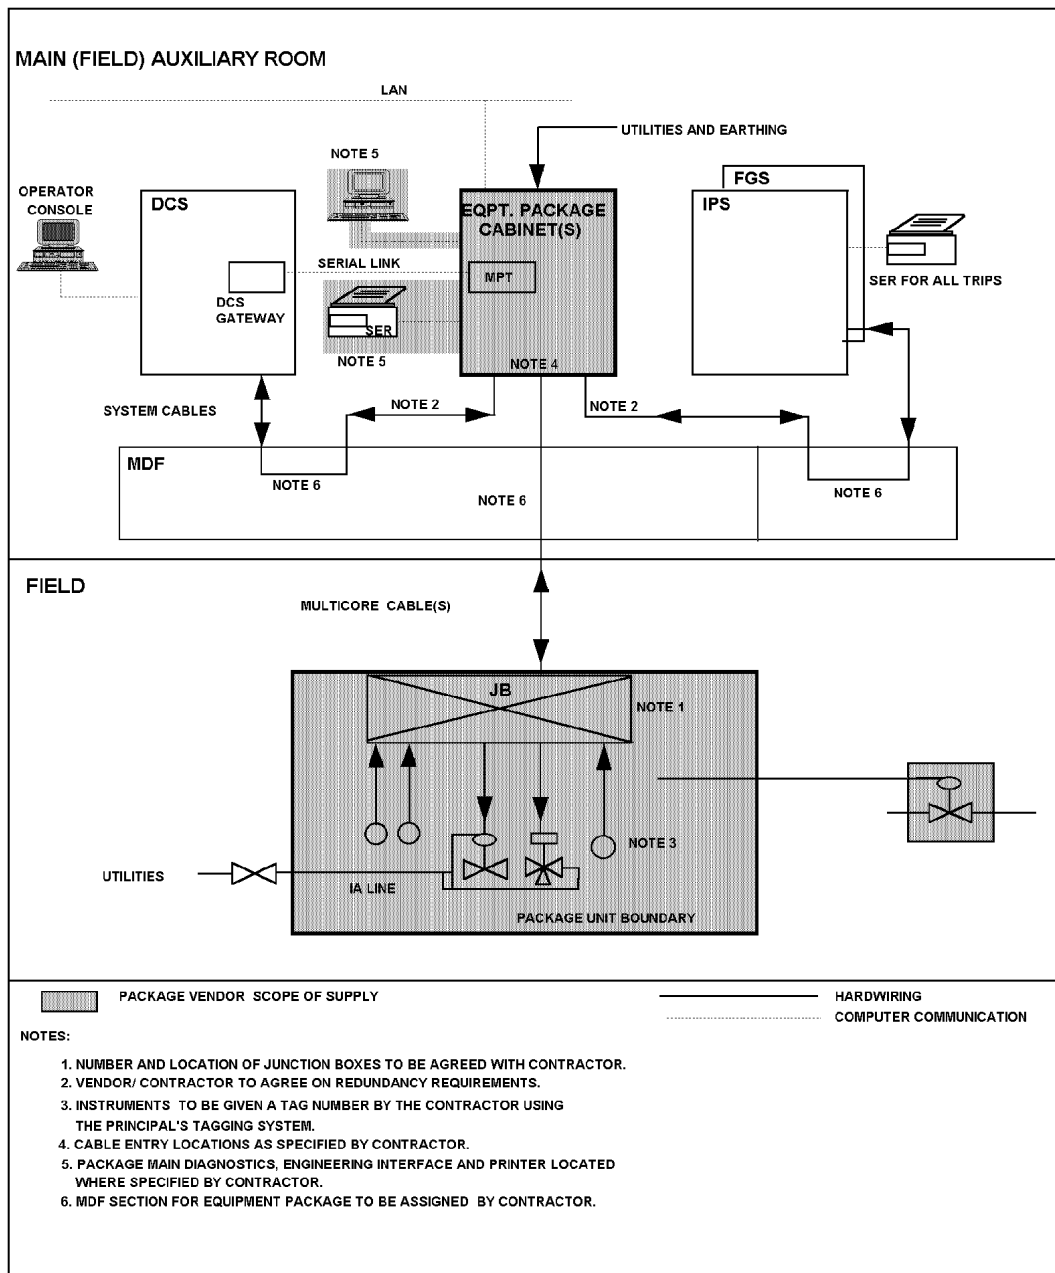 MAIN (FIELD) AUXILIARY ROOM
LAN
UTILITIES AND EARTHING
NOTE 5
OPERATOR
CONSOLE
DCS
EQPT. PACKAGE
CABINET(S)
FGS
IPS
SERIAL LINK
MPT
DCS
GATEWAY
SER
SER FOR ALL TRIPS
NOTE 5
NOTE 4
SYSTEM CABLES
NOTE 2
NOTE 2
MDF
NOTE 6
NOTE 6
NOTE 6
FIELD
MULTICORE CABLE(S)
JB
NOTE 1
NOTE 3
UTILITIES
IA LINE
PACKAGE UNIT BOUNDARY
PACKAGE VENDOR SCOPE OF SUPPLY
HARDWIRING
COMPUTER COMMUNICATION
NOTES:
1. NUMBER AND LOCATION OF JUNCTION BOXES TO BE AGREED WITH CONTRACTOR.
2. VENDOR/ CONTRACTOR TO AGREE ON REDUNDANCY REQUIREMENTS.
3. INSTRUMENTS TO BE GIVEN A TAG NUMBER BY THE CONTRACTOR USING
THE PRINCIPAL'S TAGGING SYSTEM.
4. CABLE ENTRY LOCATIONS AS SPECIFIED BY CONTRACTOR.
5. PACKAGE MAIN DIAGNOSTICS, ENGINEERING INTERFACE AND PRINTER LOCATED
WHERE SPECIFIED BY CONTRACTOR.
6. MDF SECTION FOR EQUIPMENT PACKAGE TO BE ASSIGNED BY CONTRACTOR.